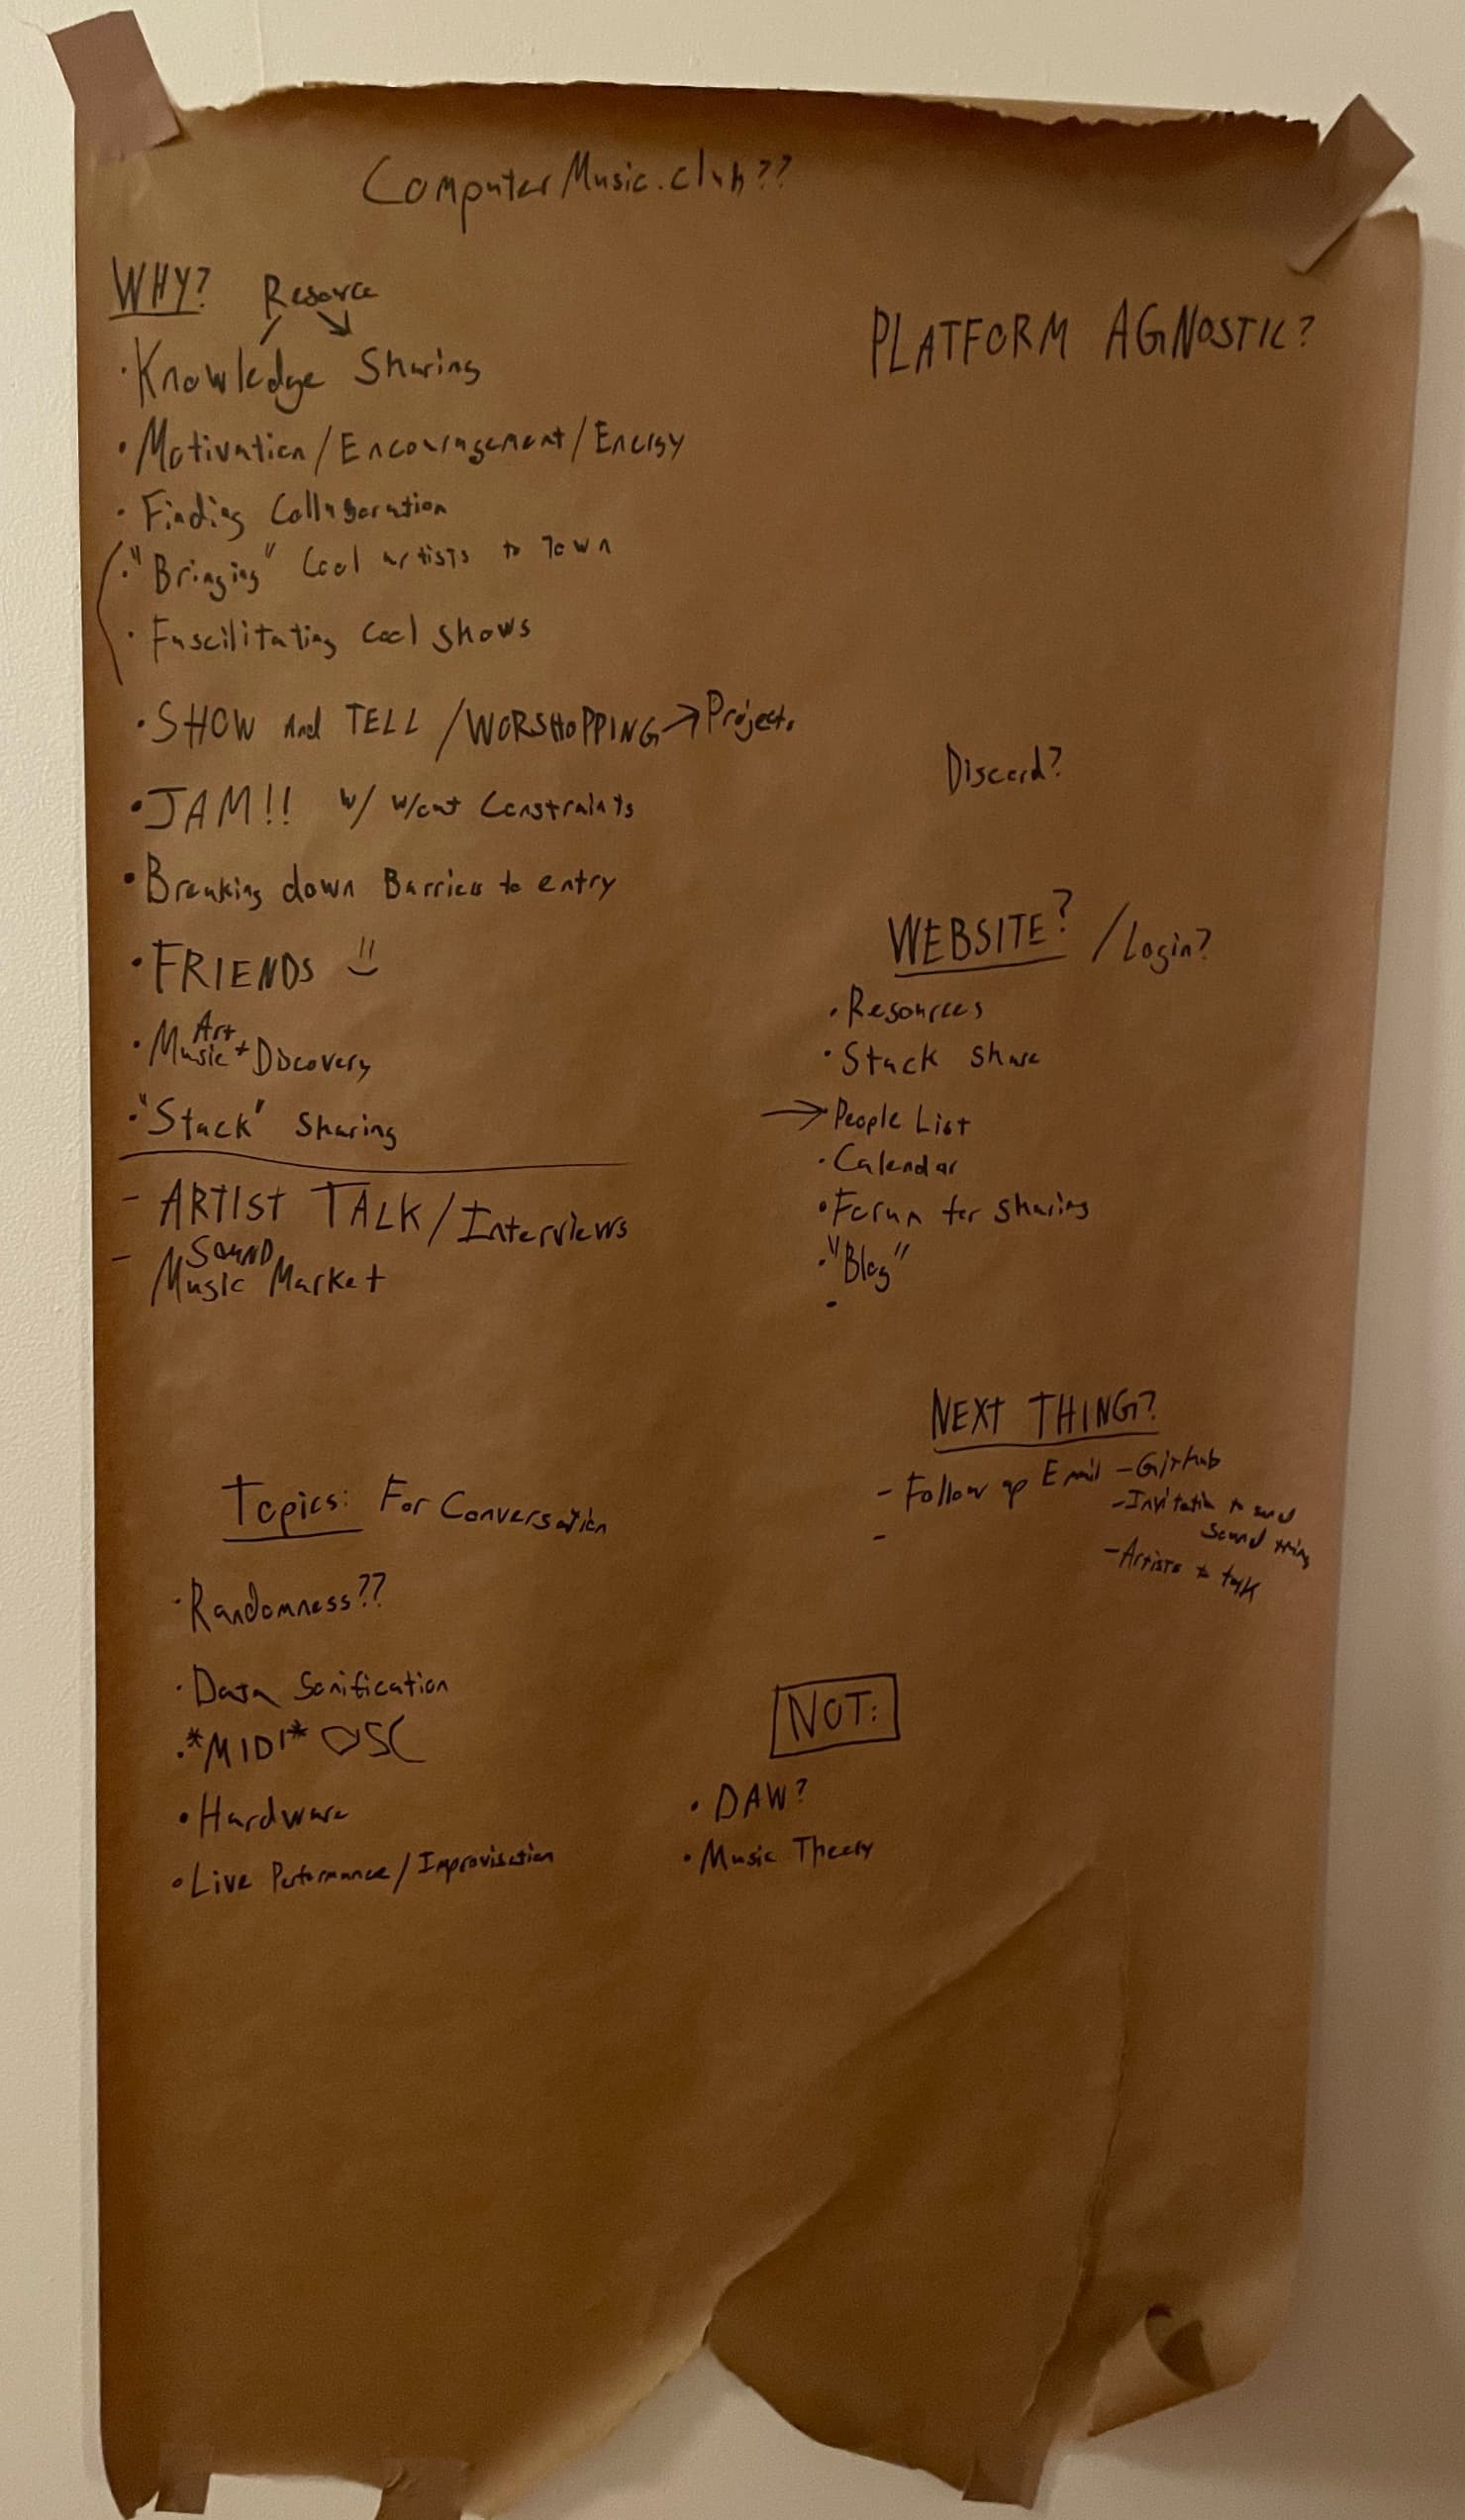 ComputerMusic.club??
WHY?
Resorce
· Knowledge Sharing
· Motivation/Encouragement/Energy
· Finding Collaboration
· "Bringing" Cool artists to Town
· Fascilitating Cool Shows
· SHOW And TELL /WORSHOPPING → Projects
· JAM!! w/ w/out Constraints
· Breaking down Barriers to entry
· FRIENDS
Art
· Music + Discovery
· "Stack" Sharing
- ARTIST TALK/Interviews
SOUND
- Music Market
Topics: For Conversation
· Randomness??
· Data Sonification
· *MIDI* OSC
· Hardware
· Live Performance/Improvisation
PLATFORM AGNOSTIC?
Discord?
WEBSITE? /Login?
· Resources
· Stack Share
→ People List
· Calendar
· Forum for Sharing
· "Blog"
·
NEXT THING?
- Follow up Email - GitHub
- Invitation to send
Sound thing
- Artists to talk
-
NOT:
· DAW?
· Music Theory